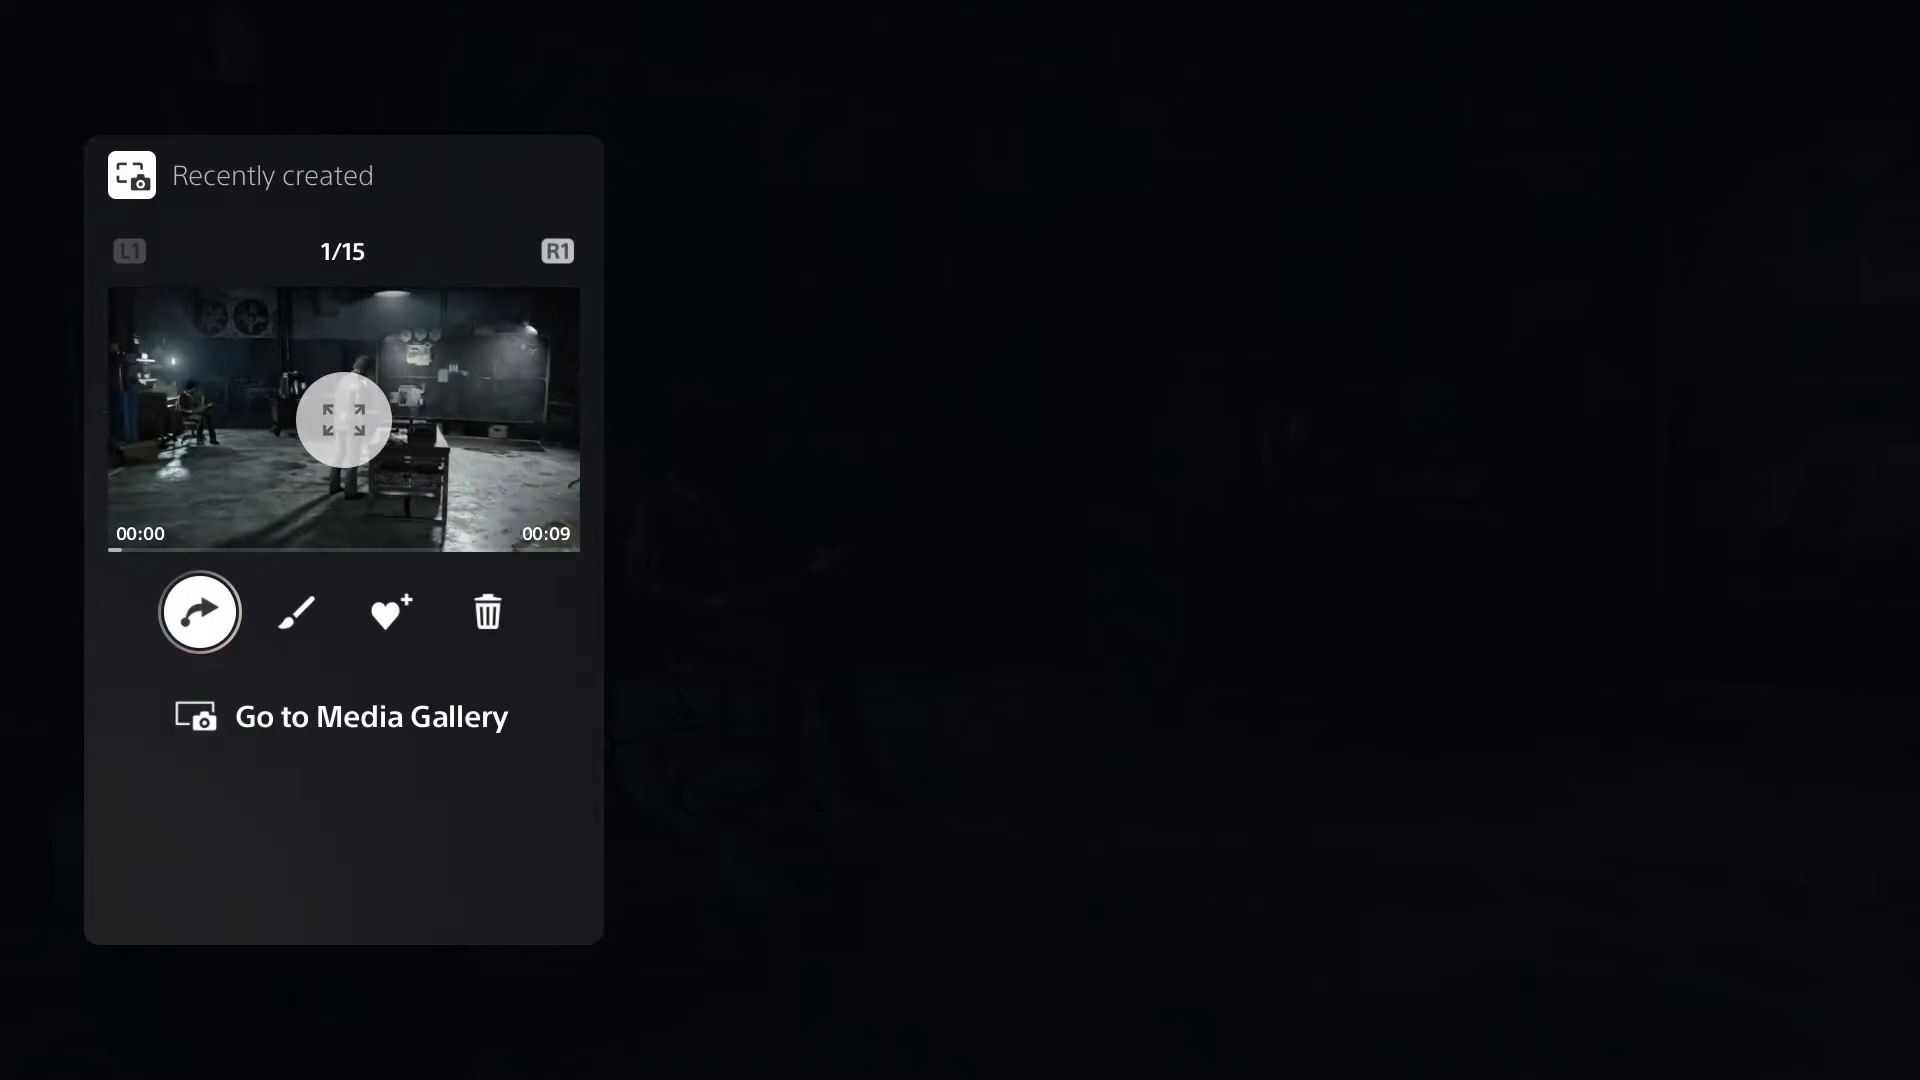 Recently created
L1
1/15
R1
00:00
00:09
Go to Media Gallery